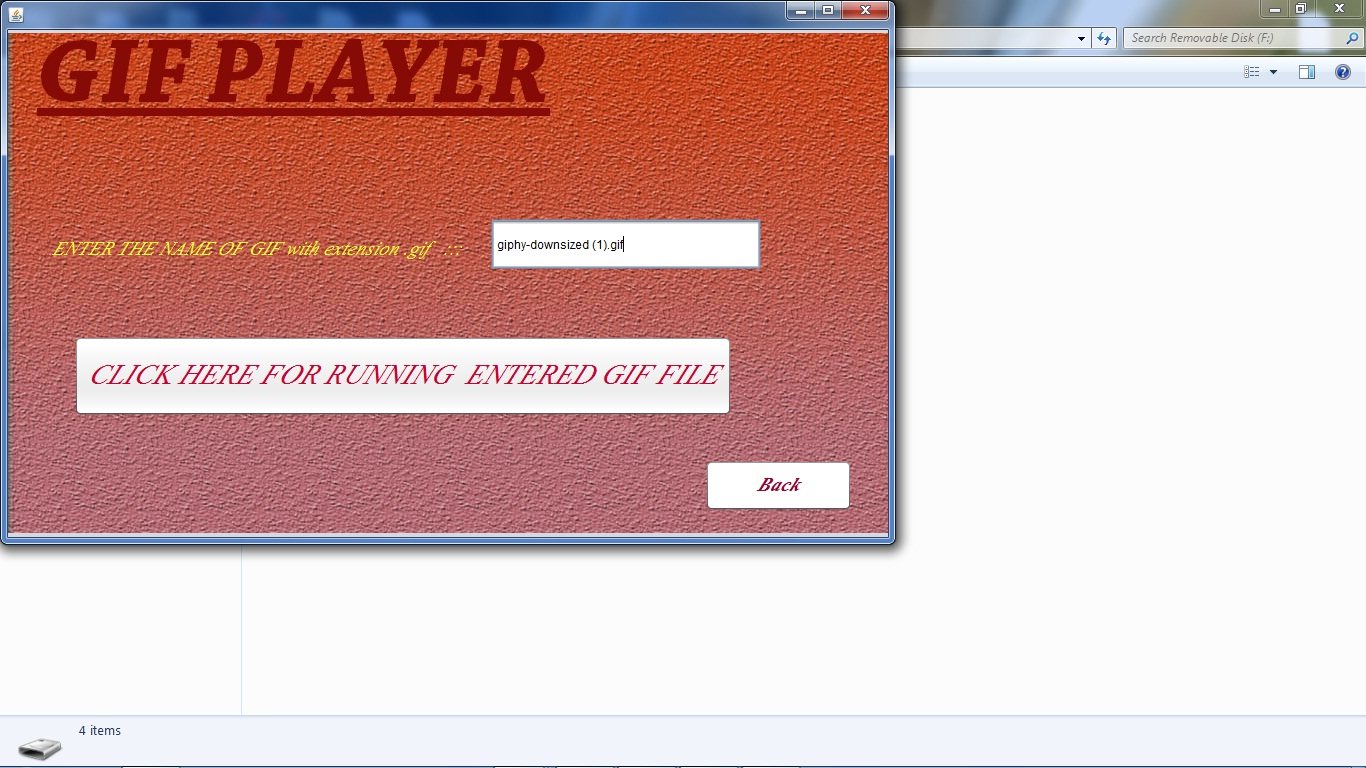 GIF PLAYER
Search Removable Disk (F:)
ENTER THE NAME OF GIF with extension .gif :::
giphy-downsized (1).gif
CLICK HERE FOR RUNNING ENTERED GIF FILE
Back
4 items